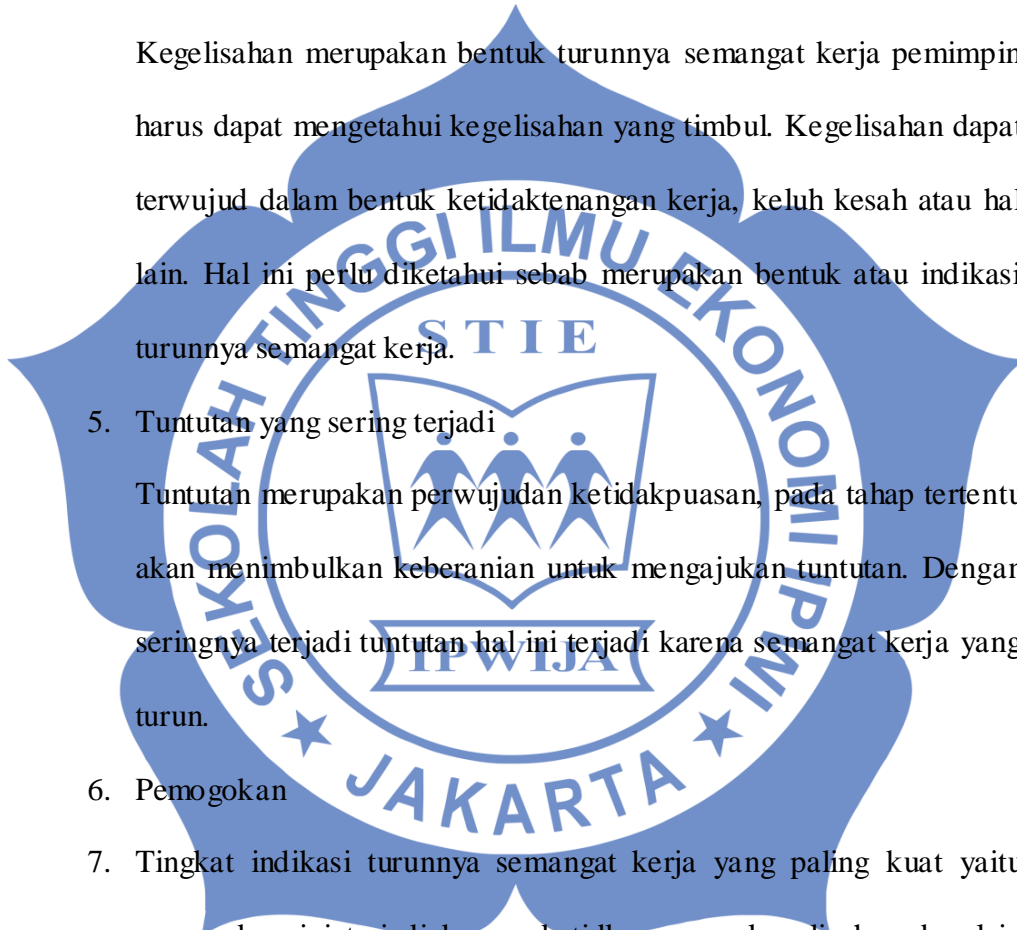 Kegelisahan merupakan bentuk turunnya semangat kerja pemimpin
harus dapat mengetahui kegelisahan yang timbul. Kegelisahan dapat
terwujud dalam bentuk ketidaktenangan kerja, keluh kesah atau hal
lain. Hal ini perlu diketahui sebab merupakan bentuk atau indikasi
turunnya semangat kerja.
5. Tuntutan yang sering terjadi
Tuntutan merupakan perwujudan ketidakpuasan, pada tahap tertentu
akan menimbulkan keberanian untuk mengajukan tuntutan. Dengan
seringnya terjadi tuntutan hal ini terjadi karena semangat kerja yang
turun.
6. Pemogokan
7. Tingkat indikasi turunnya semangat kerja yang paling kuat yaitu
SEKOLAH TINGGI ILMU EKONOMI IPWI
STIE
IPWIJA
JAKARTA